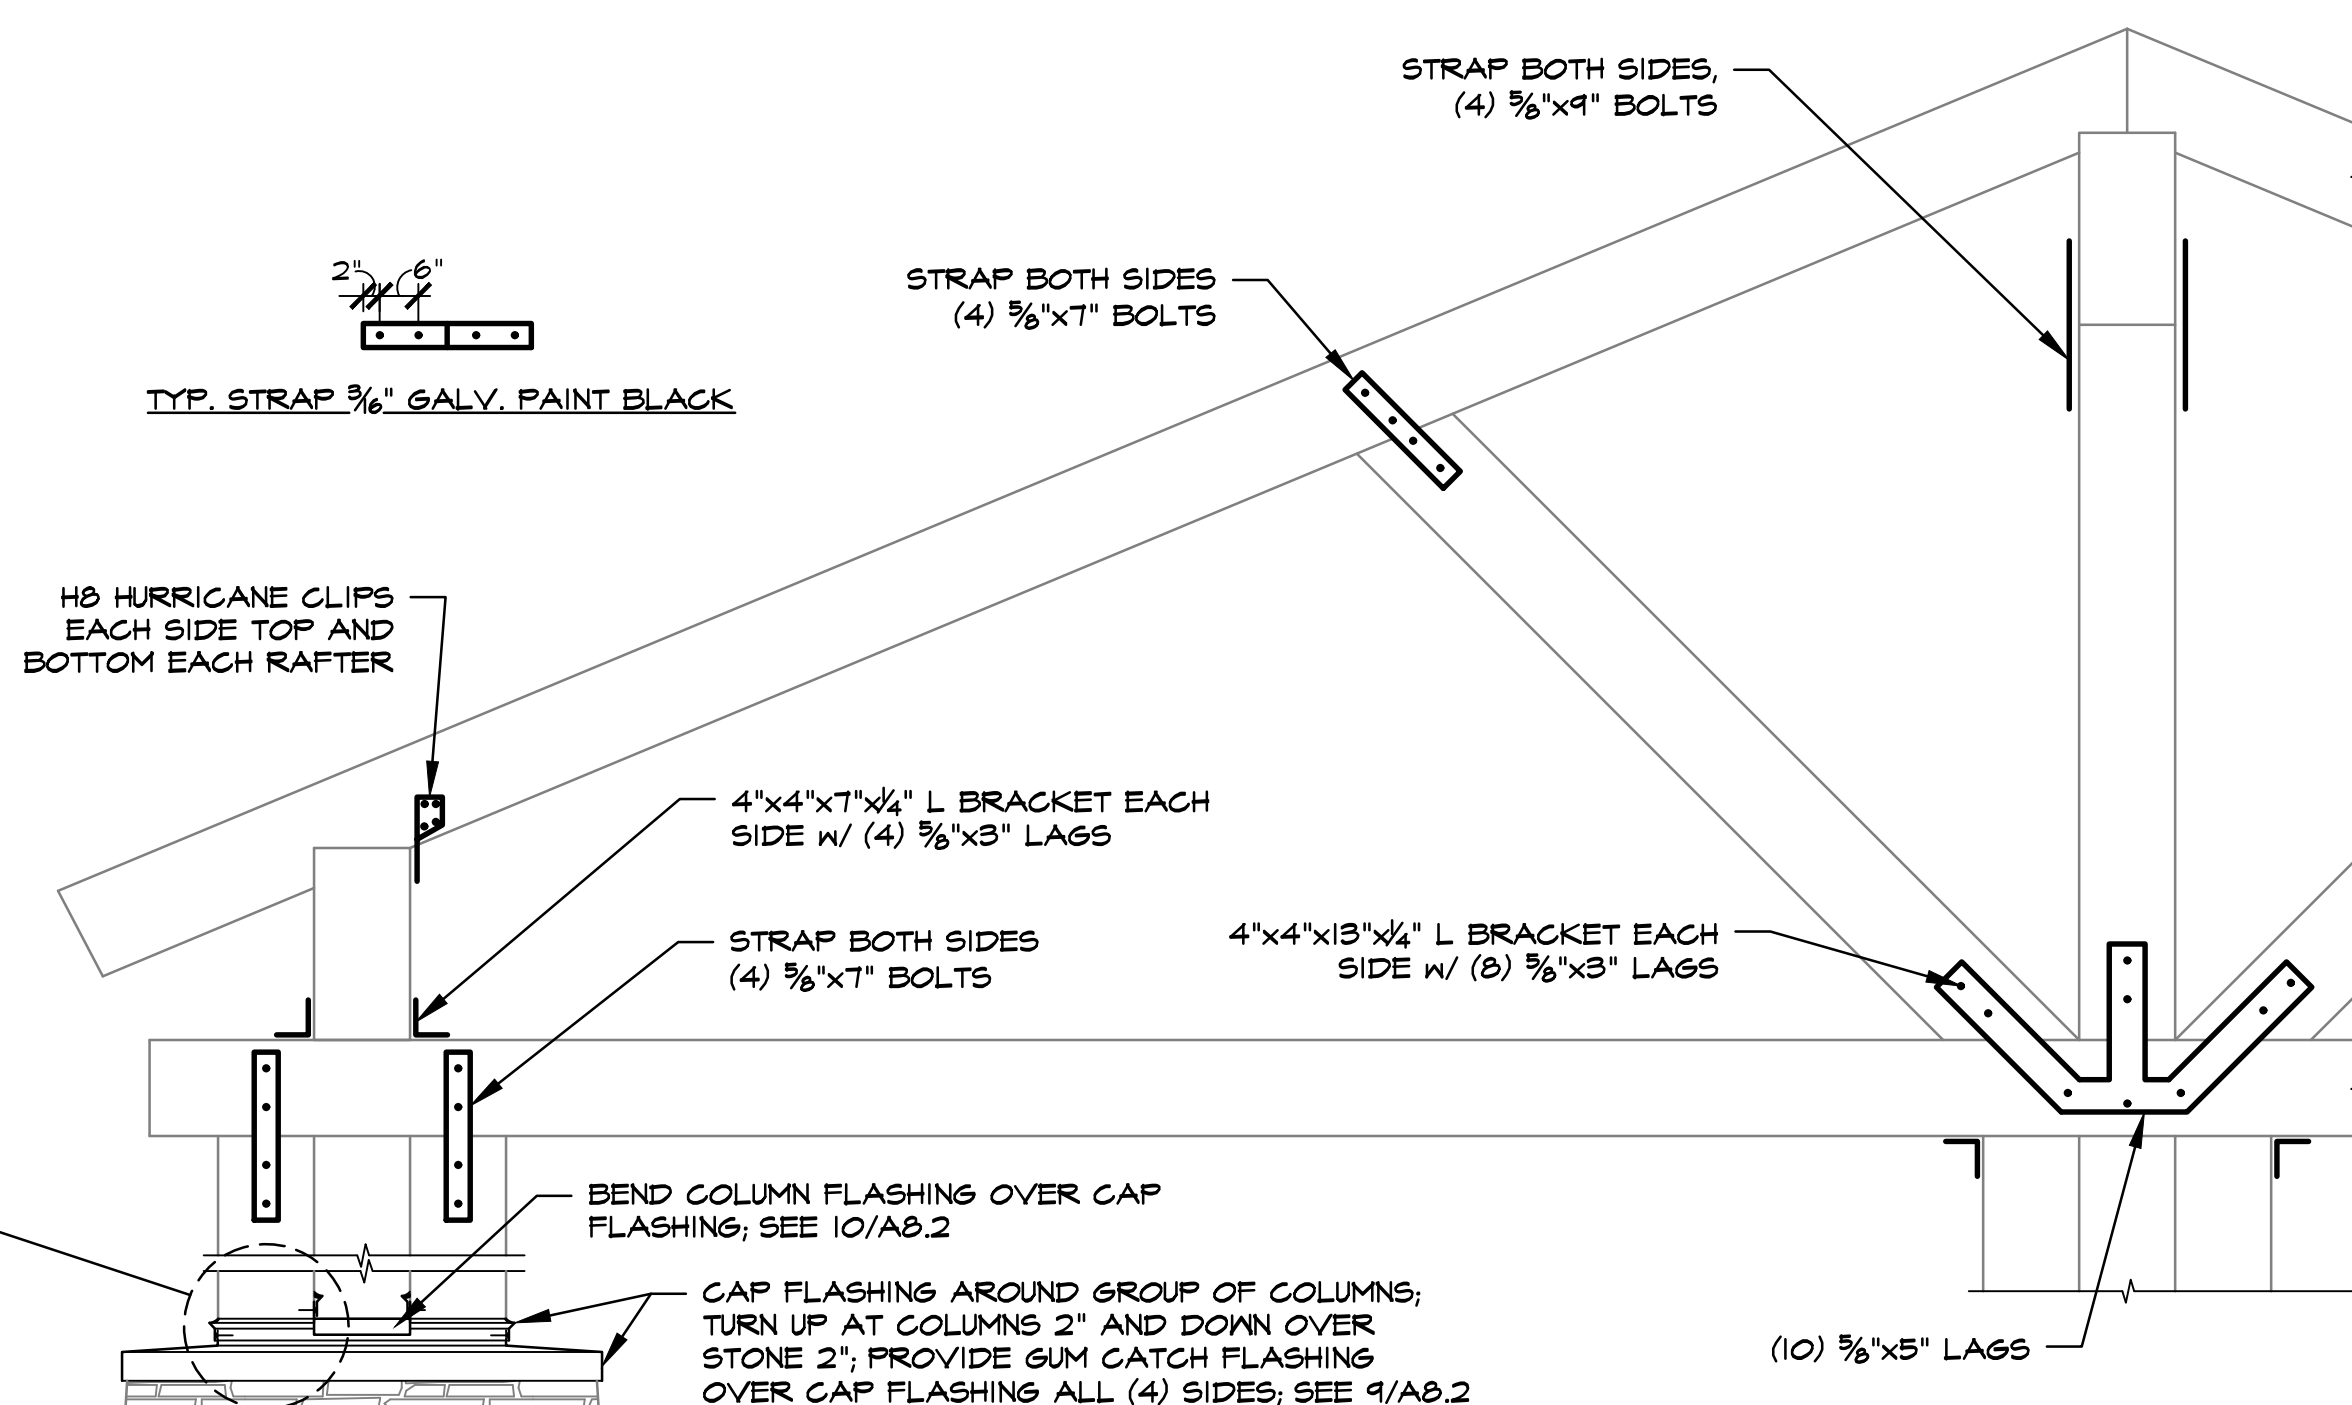 STRAP BOTH SIDES,
(4) 5/8"x9" BOLTS
2" 6"
STRAP BOTH SIDES
(4) 5/8"x7" BOLTS
TYP. STRAP 3/16" GALV. PAINT BLACK
H8 HURRICANE CLIPS
EACH SIDE TOP AND
BOTTOM EACH RAFTER
4"x4"x7"x1/4" L BRACKET EACH
SIDE w/ (4) 5/8"x3" LAGS
STRAP BOTH SIDES
(4) 5/8"x7" BOLTS
4"x4"x13"x1/4" L BRACKET EACH
SIDE w/ (8) 5/8"x3" LAGS
BEND COLUMN FLASHING OVER CAP
FLASHING; SEE 10/A8.2
CAP FLASHING AROUND GROUP OF COLUMNS;
TURN UP AT COLUMNS 2" AND DOWN OVER
STONE 2"; PROVIDE GUM CATCH FLASHING
OVER CAP FLASHING ALL (4) SIDES; SEE 9/A8.2
(10) 5/8"x5" LAGS